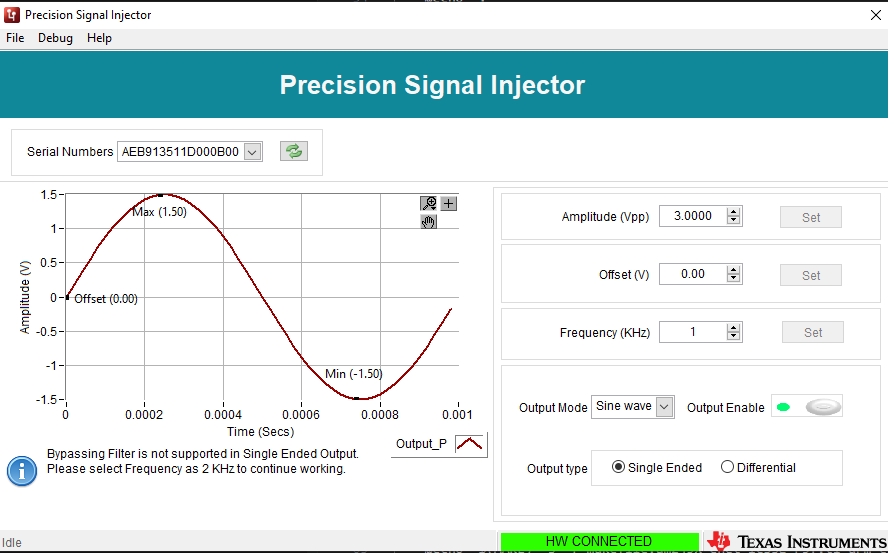 Precision Signal Injector
File Debug Help
Precision Signal Injector
Serial Numbers AEB913511D000B00
1.5
1
0.5
0
-0.5
-1
-1.5
Amplitude (V)
Max (1.50)
Offset (0.00)
Min (-1.50)
0 0.0002 0.0004 0.0006 0.0008 0.001
Time (Secs)
Output_P
Bypassing Filter is not supported in Single Ended Output.
Please select Frequency as 2 KHz to continue working.
Amplitude (Vpp) 3.0000 Set
Offset (V) 0.00 Set
Frequency (KHz) 1 Set
Output Mode Sine wave Output Enable
Output type Single Ended Differential
Idle
HW CONNECTED
TEXAS INSTRUMENTS